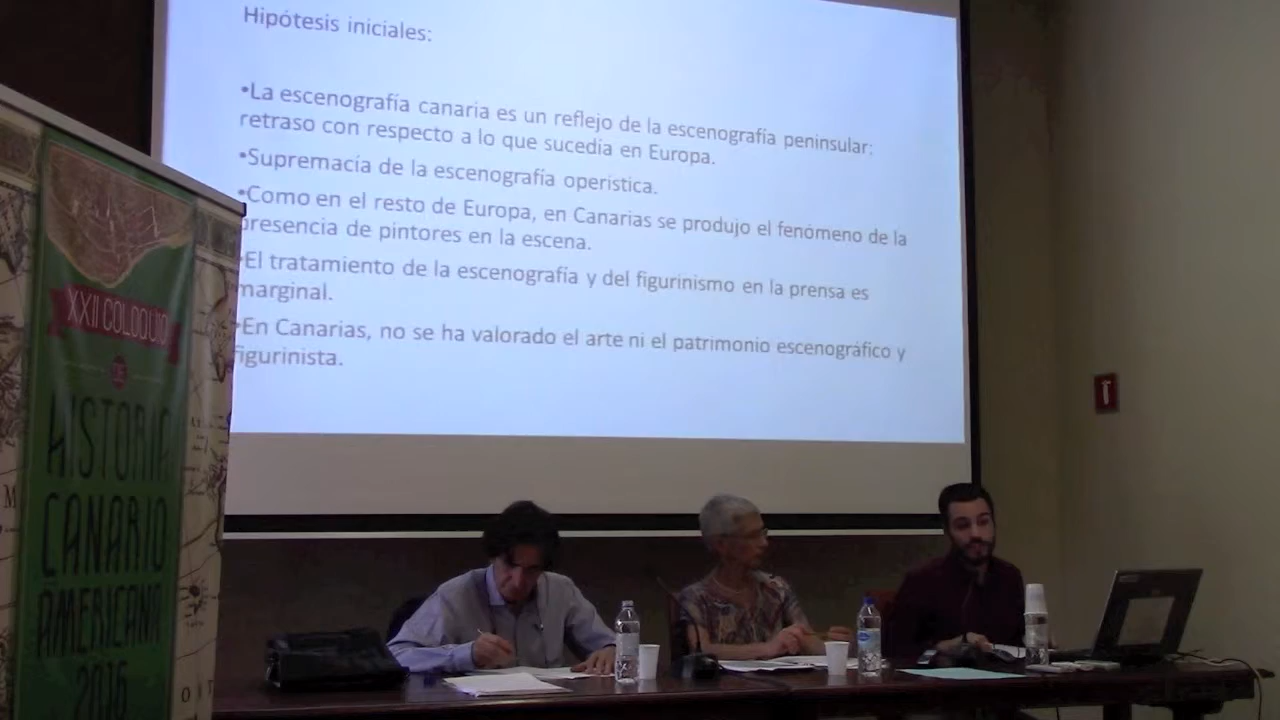 Hipótesis iniciales:
•La escenografía canaria es un reflejo de la escenografía peninsular:
retraso con respecto a lo que sucedía en Europa.
•Supremacía de la escenografía operística.
•Como en el resto de Europa, en Canarias se produjo el fenómeno de la
presencia de pintores en la escena.
•El tratamiento de la escenografía y del figurinismo en la prensa es
marginal.
•En Canarias, no se ha valorado el arte ni el patrimonio escenográfico y
figurinista.
XXII COLOQUIO
DE
HISTORIA
CANARIO
AMERICANA
2016